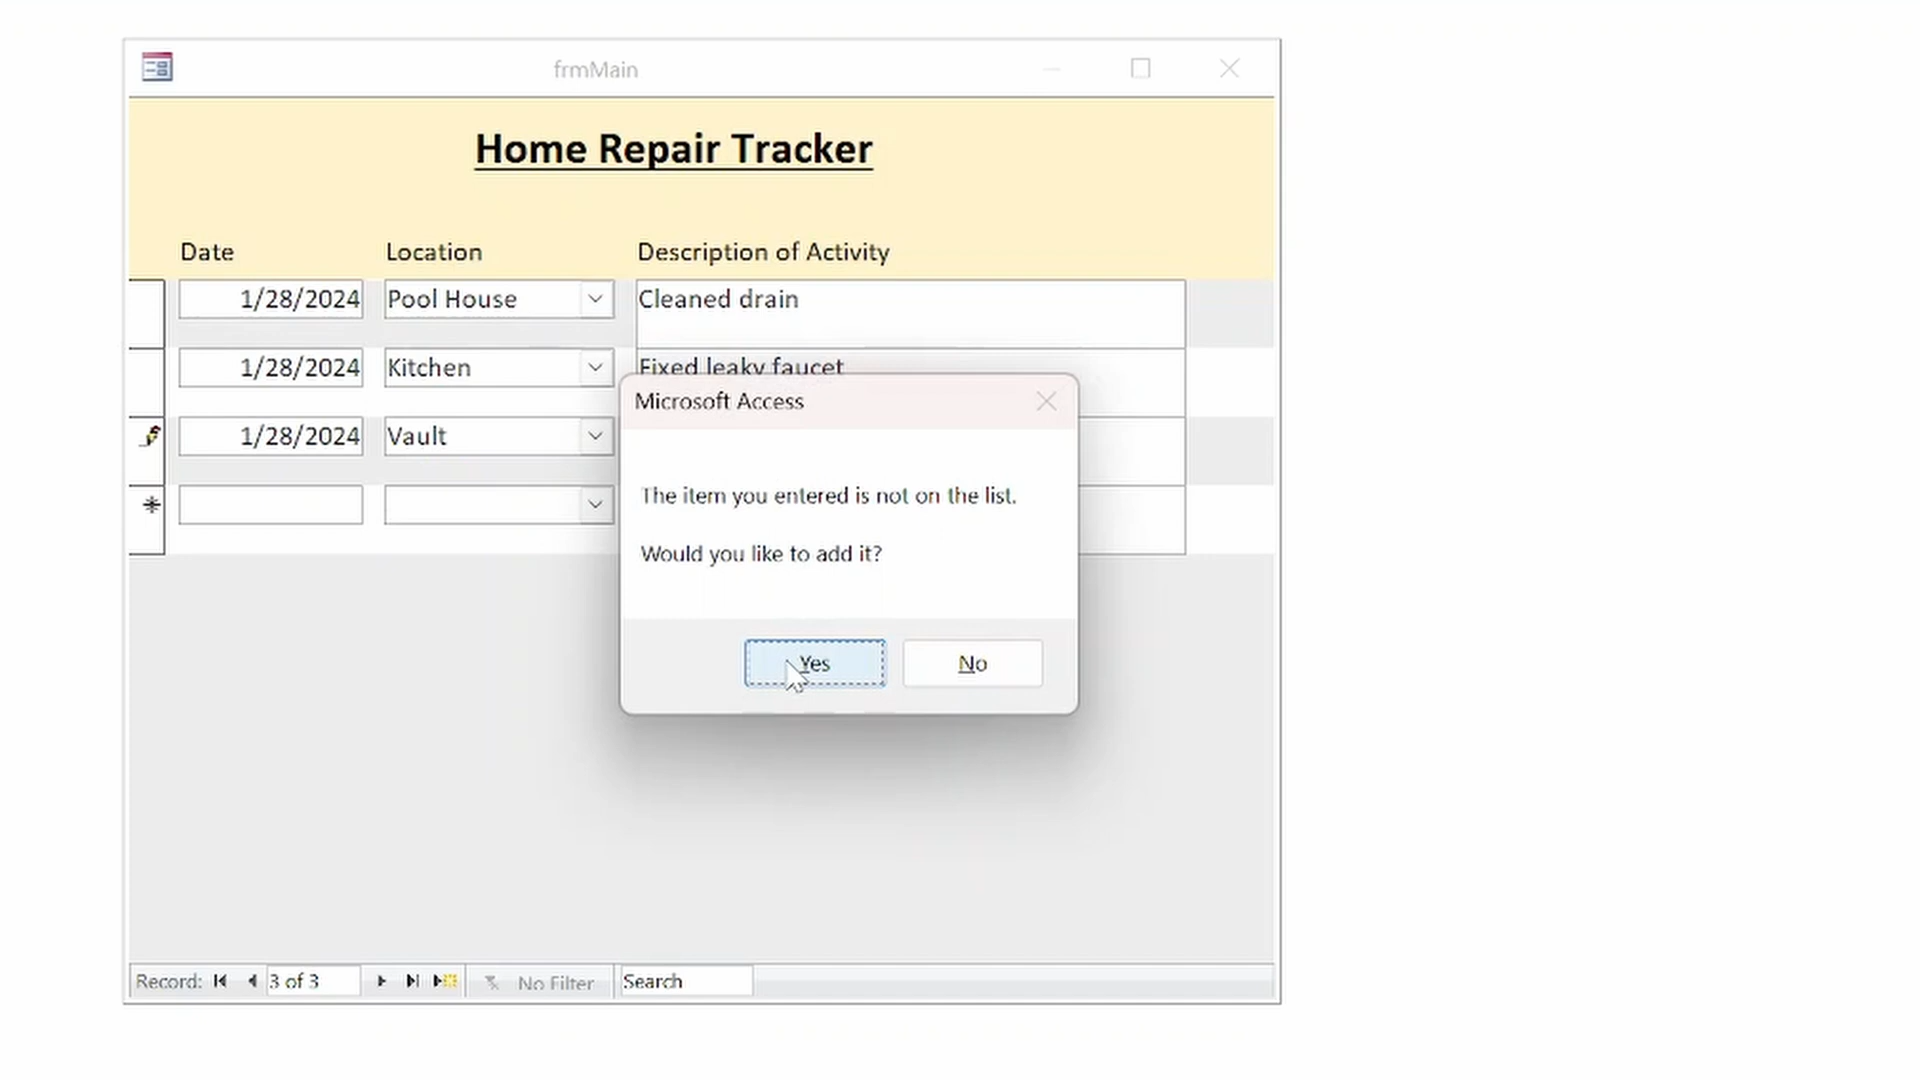 frmMain
Home Repair Tracker
Date Location Description of Activity
1/28/2024 Pool House Cleaned drain
1/28/2024 Kitchen Fixed leaky faucet
1/28/2024 Vault
Microsoft Access
The item you entered is not on the list.
Would you like to add it?
Yes No
Record: 3 of 3 No Filter Search